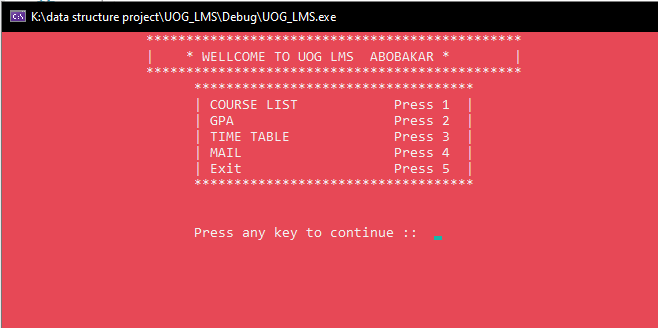 K:\data structure project\UOG_LMS\Debug\UOG_LMS.exe
***********************************************
| * WELLCOME TO UOG LMS ABOBAKAR * |
***********************************************
***********************************
| COURSE LIST Press 1 |
| GPA Press 2 |
| TIME TABLE Press 3 |
| MAIL Press 4 |
| Exit Press 5 |
***********************************
Press any key to continue ::